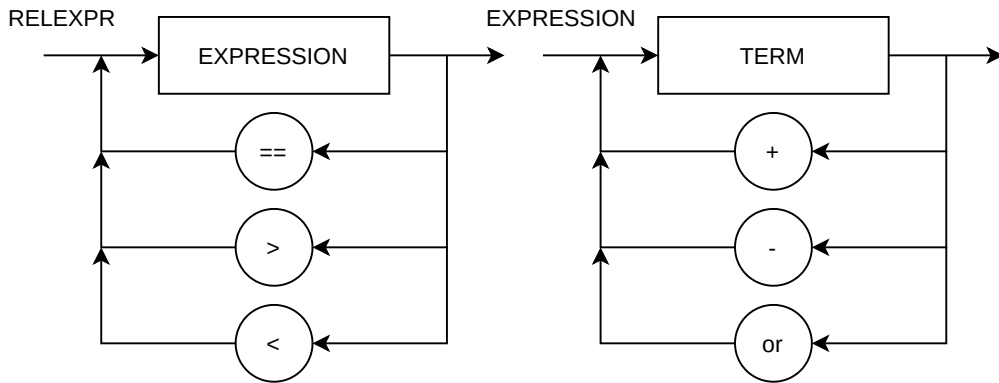 RELEXPR
EXPRESSION
==
>
<
EXPRESSION
TERM
+
-
or